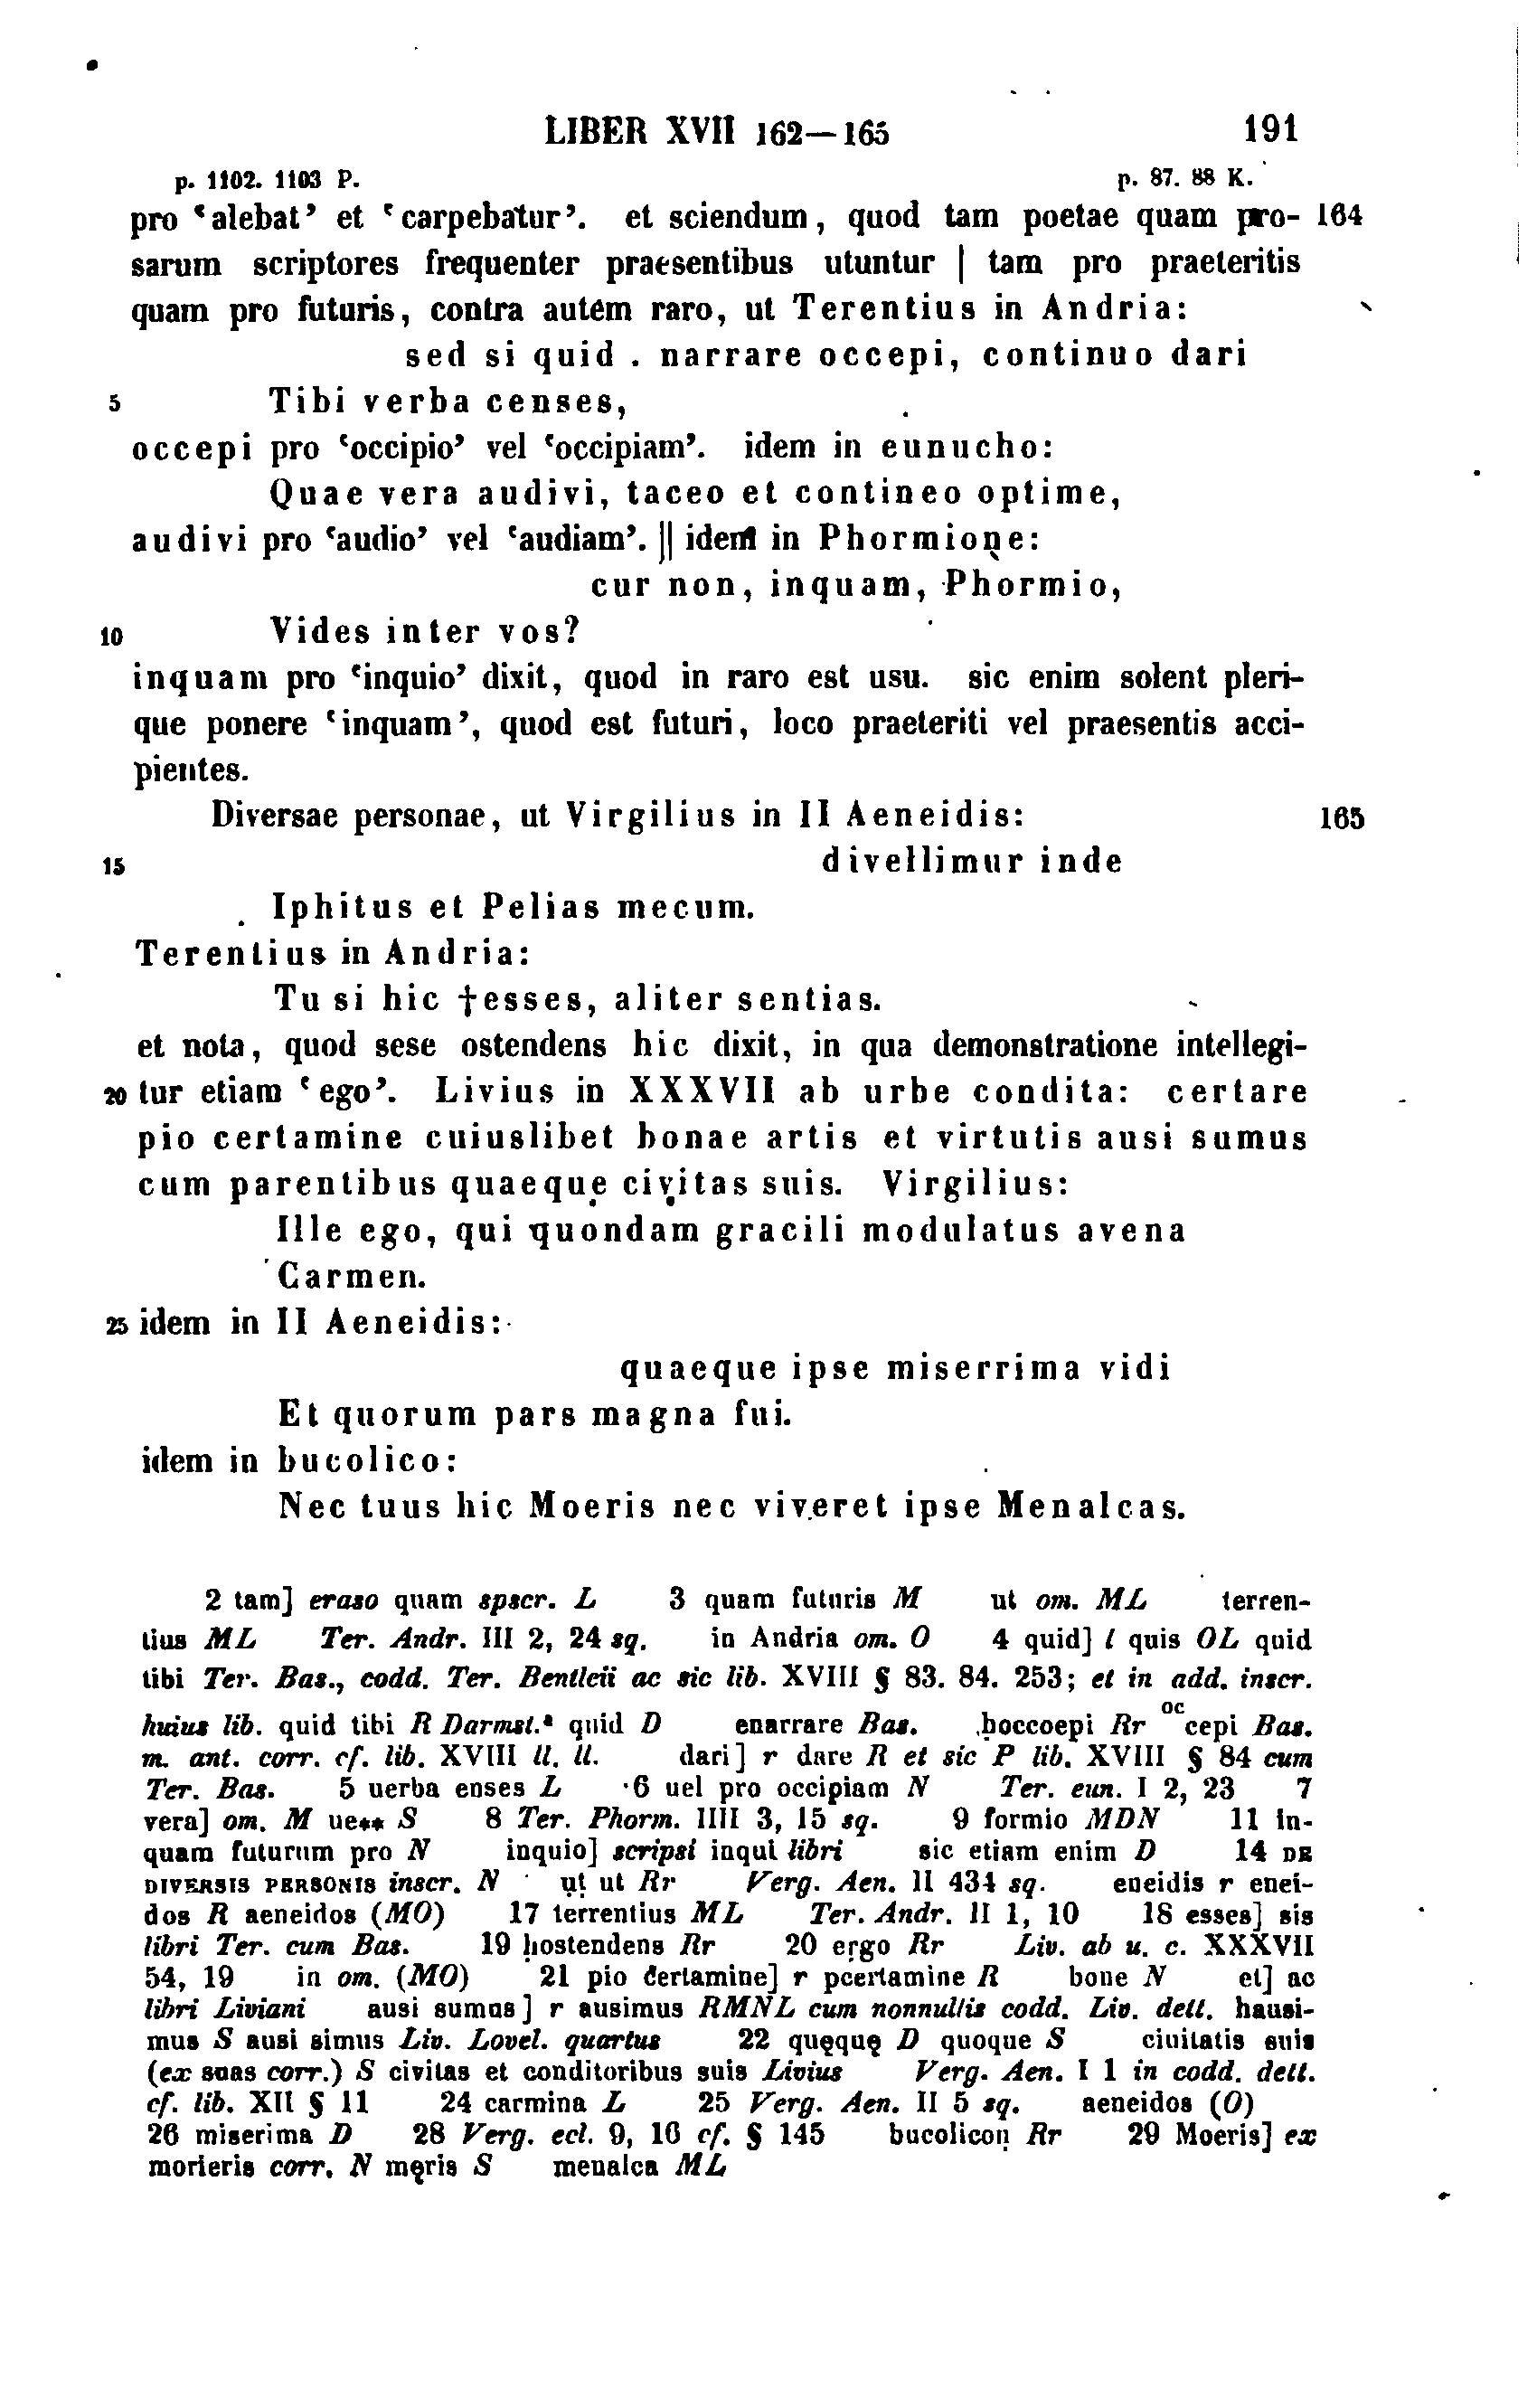 LIBER XVII 162—165 191
p. 1102. 1103 P. p. 87. 88 K.
pro ‘alebat’ et ‘carpebatur’. et sciendum, quod tam poetae quam pro- 164
sarum scriptores frequenter praesentibus utuntur | tam pro praeteritis
quam pro futuris, contra autem raro, ut Terentius in Andria:
sed si quid . narrare occepi, continuo dari
5 Tibi verba censes,
occepi pro ‘occipio’ vel ‘occipiam’. idem in eunucho:
Quae vera audivi, taceo et contineo optime,
audivi pro ‘audio’ vel ‘audiam’. || idem in Phormione:
cur non, inquam, Phormio,
10 Vides inter vos?
inquam pro ‘inquio’ dixit, quod in raro est usu. sic enim solent pleri-
que ponere ‘inquam’, quod est futuri, loco praeteriti vel praesentis acci-
pientes.
Diversae personae, ut Virgilius in II Aeneidis: 165
15 divellimur inde
Iphitus et Pelias mecum.
Terentius in Andria:
Tu si hic †esses, aliter sentias.
et nota, quod sese ostendens hic dixit, in qua demonstratione intellegi-
20 tur etiam ‘ego’. Livius in XXXVII ab urbe condita: certare
pio certamine cuiuslibet bonae artis et virtutis ausi sumus
cum parentibus quaeque civitas suis. Virgilius:
Ille ego, qui quondam gracili modulatus avena
Carmen.
25 idem in II Aeneidis:
quaeque ipse miserrima vidi
Et quorum pars magna fui.
idem in bucolico:
Nec tuus hic Moeris nec viveret ipse Menalcas.
2 tam] eraso quam spscr. L 3 quam futuris M ut om. ML terren-
tius ML Ter. Andr. III 2, 24 sq. in Andria om. O 4 quid] l quis OL quid
tibi Ter. Bas., codd. Ter. Bentleii ac sic lib. XVIII § 83. 84. 253; et in add. inscr.
huius lib. quid tibi R Darmst.² quid D enarrare Bas. ḥoccoepi Rr ᵒᶜcepi Bas.
m. ant. corr. cf. lib. XVIII ll. ll. dari] r dare R et sic P lib. XVIII § 84 cum
Ter. Bas. 5 uerba enses L 6 uel pro occipiam N Ter. eun. I 2, 23 7
vera] om. M ue** S 8 Ter. Phorm. IIII 3, 15 sq. 9 formio MDN 11 In-
quam futurum pro N inquio] scripsi inqui libri sic etiam enim D 14 DE
DIVERSIS PERSONIS inscr. N ụṭ ut Rr Verg. Aen. II 434 sq. eneidis r enei-
dos R aeneidos (MO) 17 terrentius ML Ter. Andr. II 1, 10 18 esses] sis
libri Ter. cum Bas. 19 ḥostendens Rr 20 eṛgo Rr Liv. ab u. c. XXXVII
54, 19 in om. (MO) 21 pio certamine] r pcertamine R bone N et] ac
libri Liviani ausi sumus] r ausimus RMNL cum nonnullis codd. Liv. dett. hausi-
mus S ausi simus Liv. Lovel. quartus 22 quęquę D quoque S ciuitatis suis
(ex suas corr.) S civitas et conditoribus suis Livius Verg. Aen. I 1 in codd. dett.
cf. lib. XII § 11 24 carmina L 25 Verg. Aen. II 5 sq. aeneidos (O)
26 miserima D 28 Verg. ecl. 9, 16 cf. § 145 bucolicoṇ Rr 29 Moeris] ex
morieris corr. N męris S menalca ML